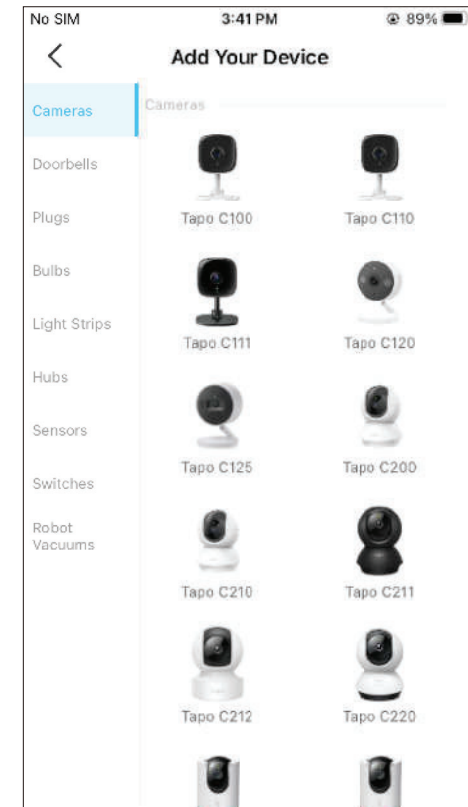 No SIM 3:41 PM 89%
Add Your Device
Cameras
Doorbells
Plugs
Bulbs
Light Strips
Hubs
Sensors
Switches
Robot
Vacuums
Cameras
Tapo C100 Tapo C110
Tapo C111 Tapo C120
Tapo C125 Tapo C200
Tapo C210 Tapo C211
Tapo C212 Tapo C220